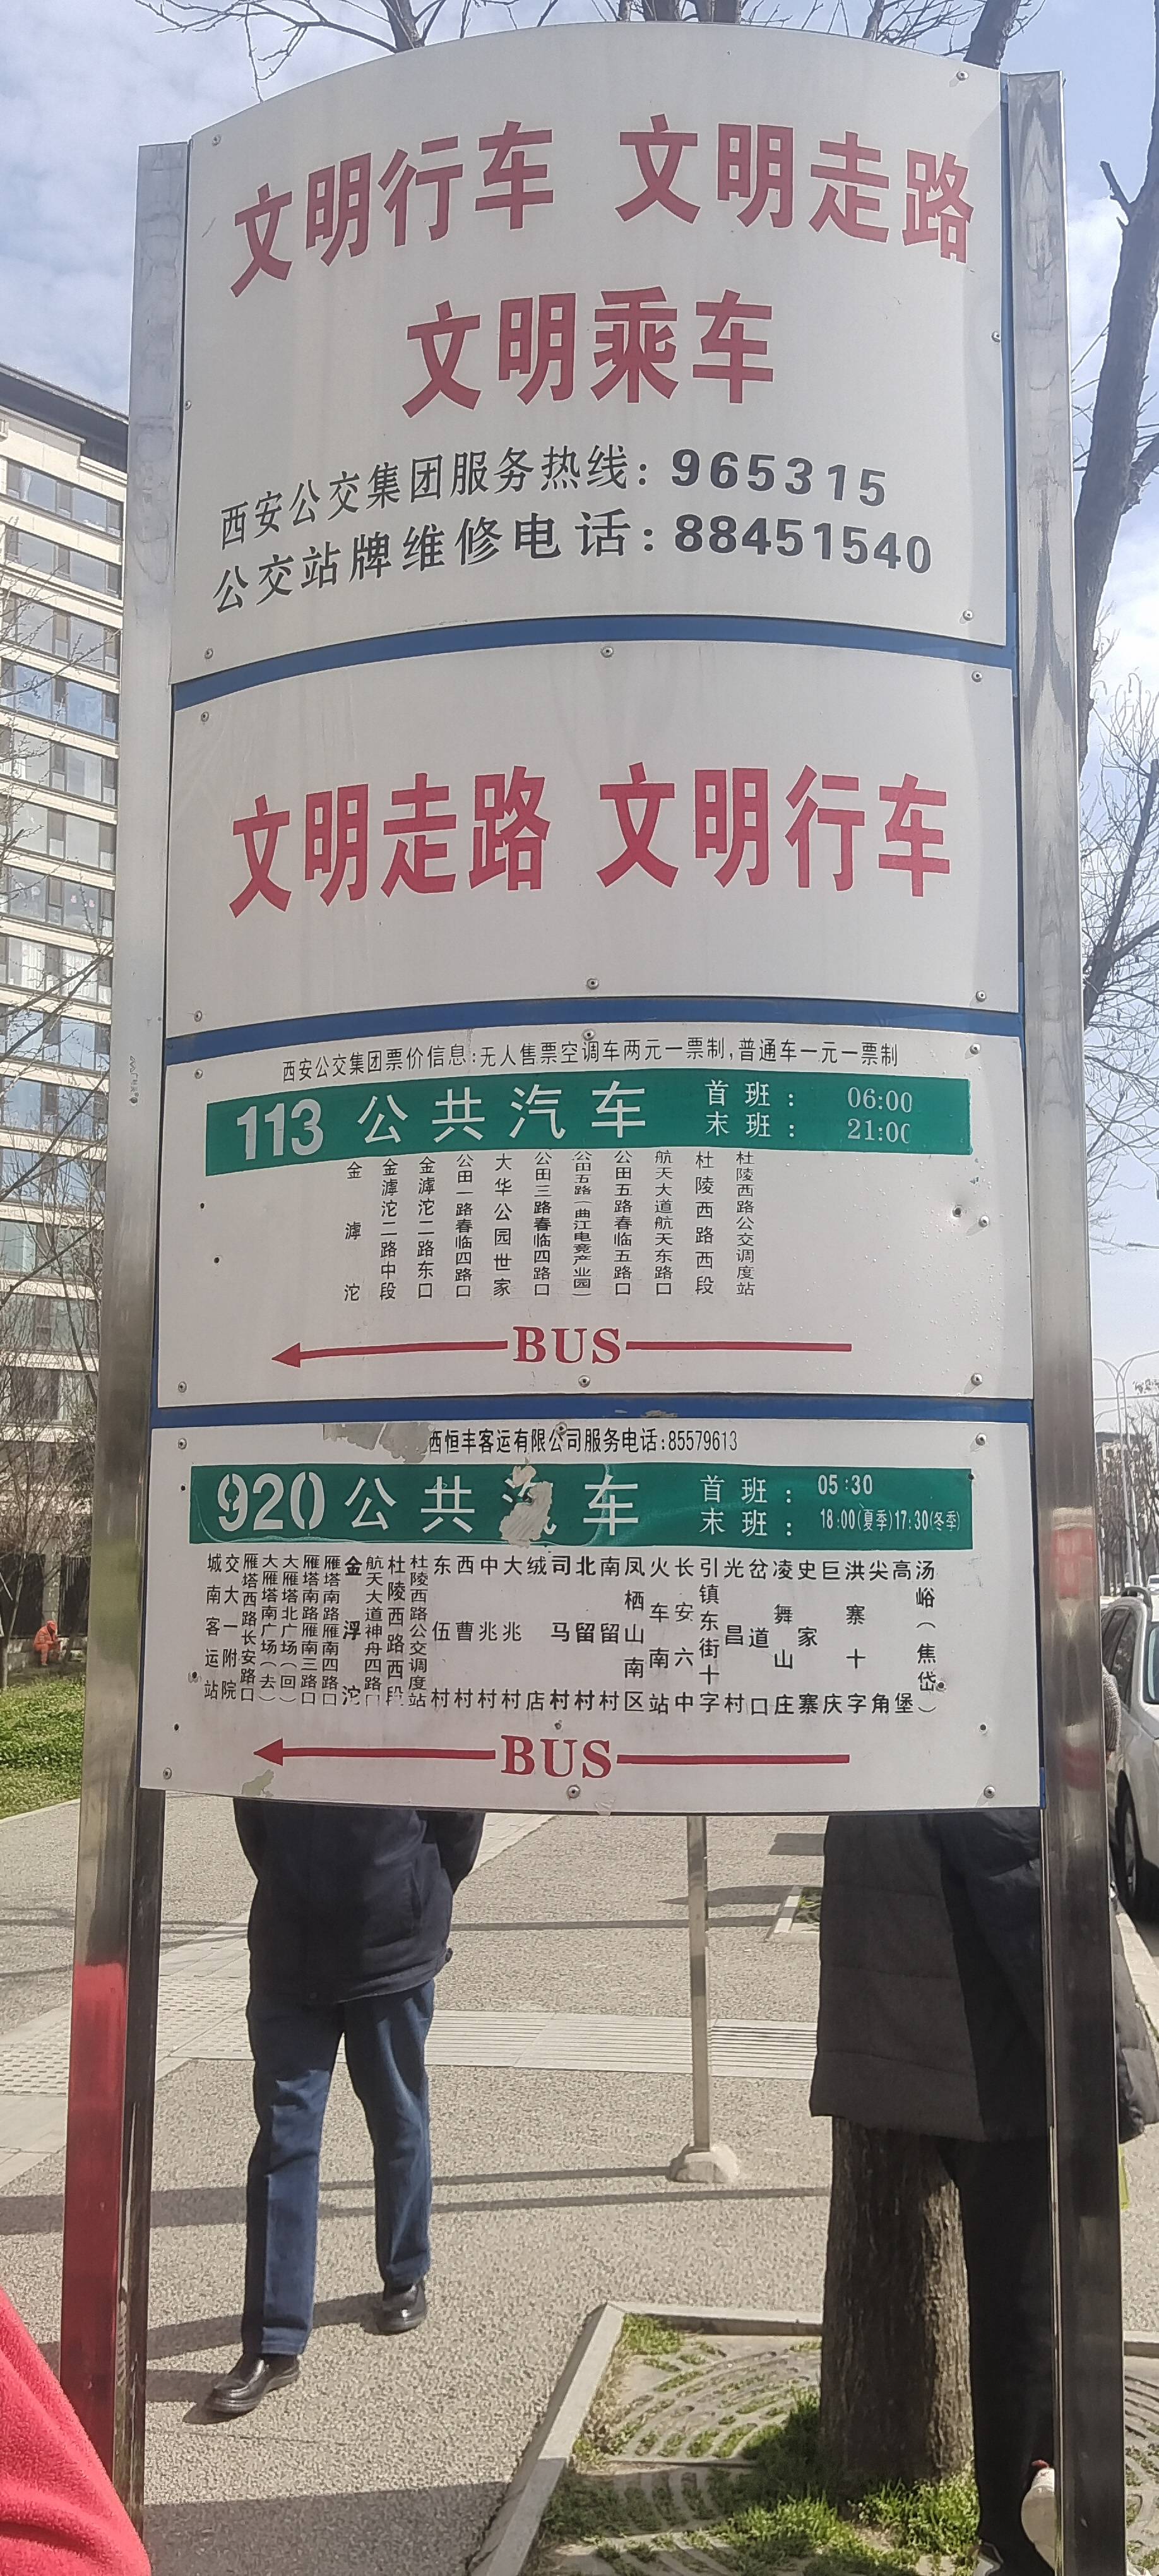 文明行车 文明走路
文明乘车
西安公交集团服务热线:965315
公交站牌维修电话:88451540
文明走路 文明行车
西安公交集团票价信息:无人售票空调车两元一票制,普通车一元一票制
113 公共汽车 首班: 06:00
末班: 21:00
金滹沱
金滹沱二路中段
金滹沱二路东口
公田一路春临四路口
大华公园世家
公田三路春临四路口
公田五路(曲江电竞产业园)
公田五路春临五路口
航天大道航天东路口
杜陵西路西段
杜陵西路公交调度站
BUS
西恒丰客运有限公司服务电话:85579613
920 公共汽车 首班: 05:30
末班: 18:00(夏季)17:30(冬季)
城南客运站
交大一附院
雁塔西路长安路口
大雁塔南广场(去)
大雁塔北广场(回)
雁塔南路雁南三路口
雁塔南路雁南四路口
金浮沱
航天大道神舟四路口
杜陵西路西段
杜陵西路公交调度站
东伍村
西曹村
中兆村
大兆村
绒店
司马村
北留村
南留村
凤栖山南区
火车南站
长安六中
引镇东街十字
光昌村
岔道口
凌舞山庄
史家寨
巨庆
洪寨十字
尖角
高堡
汤峪(焦岱)
BUS